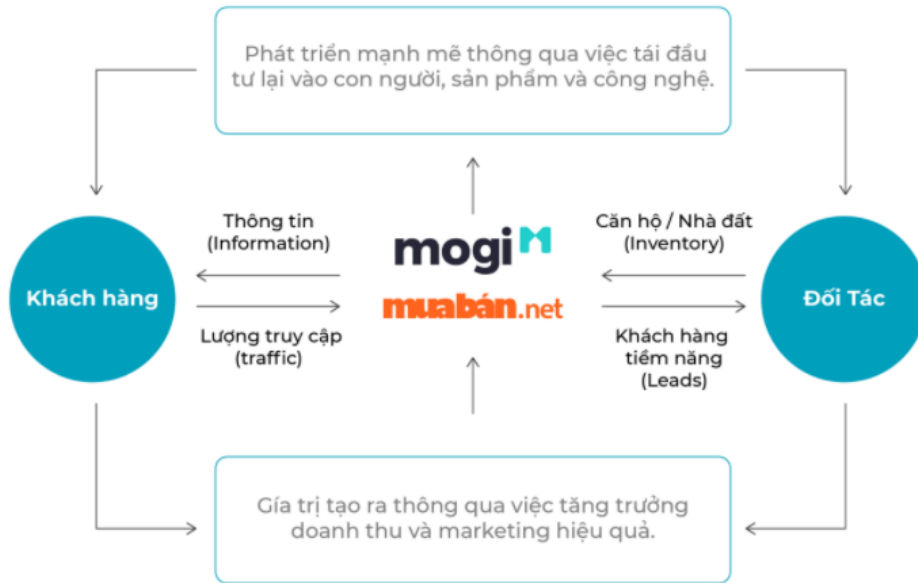 Phát triển mạnh mẽ thông qua việc tái đầu
tư lại vào con người, sản phẩm và công nghệ.
Thông tin
(Information)
Căn hộ / Nhà đất
(Inventory)
mogi
Khách hàng
muabán.net
Đối Tác
Lượng truy cập
(traffic)
Khách hàng
tiềm năng
(Leads)
Gía trị tạo ra thông qua việc tăng trưởng
doanh thu và marketing hiệu quả.